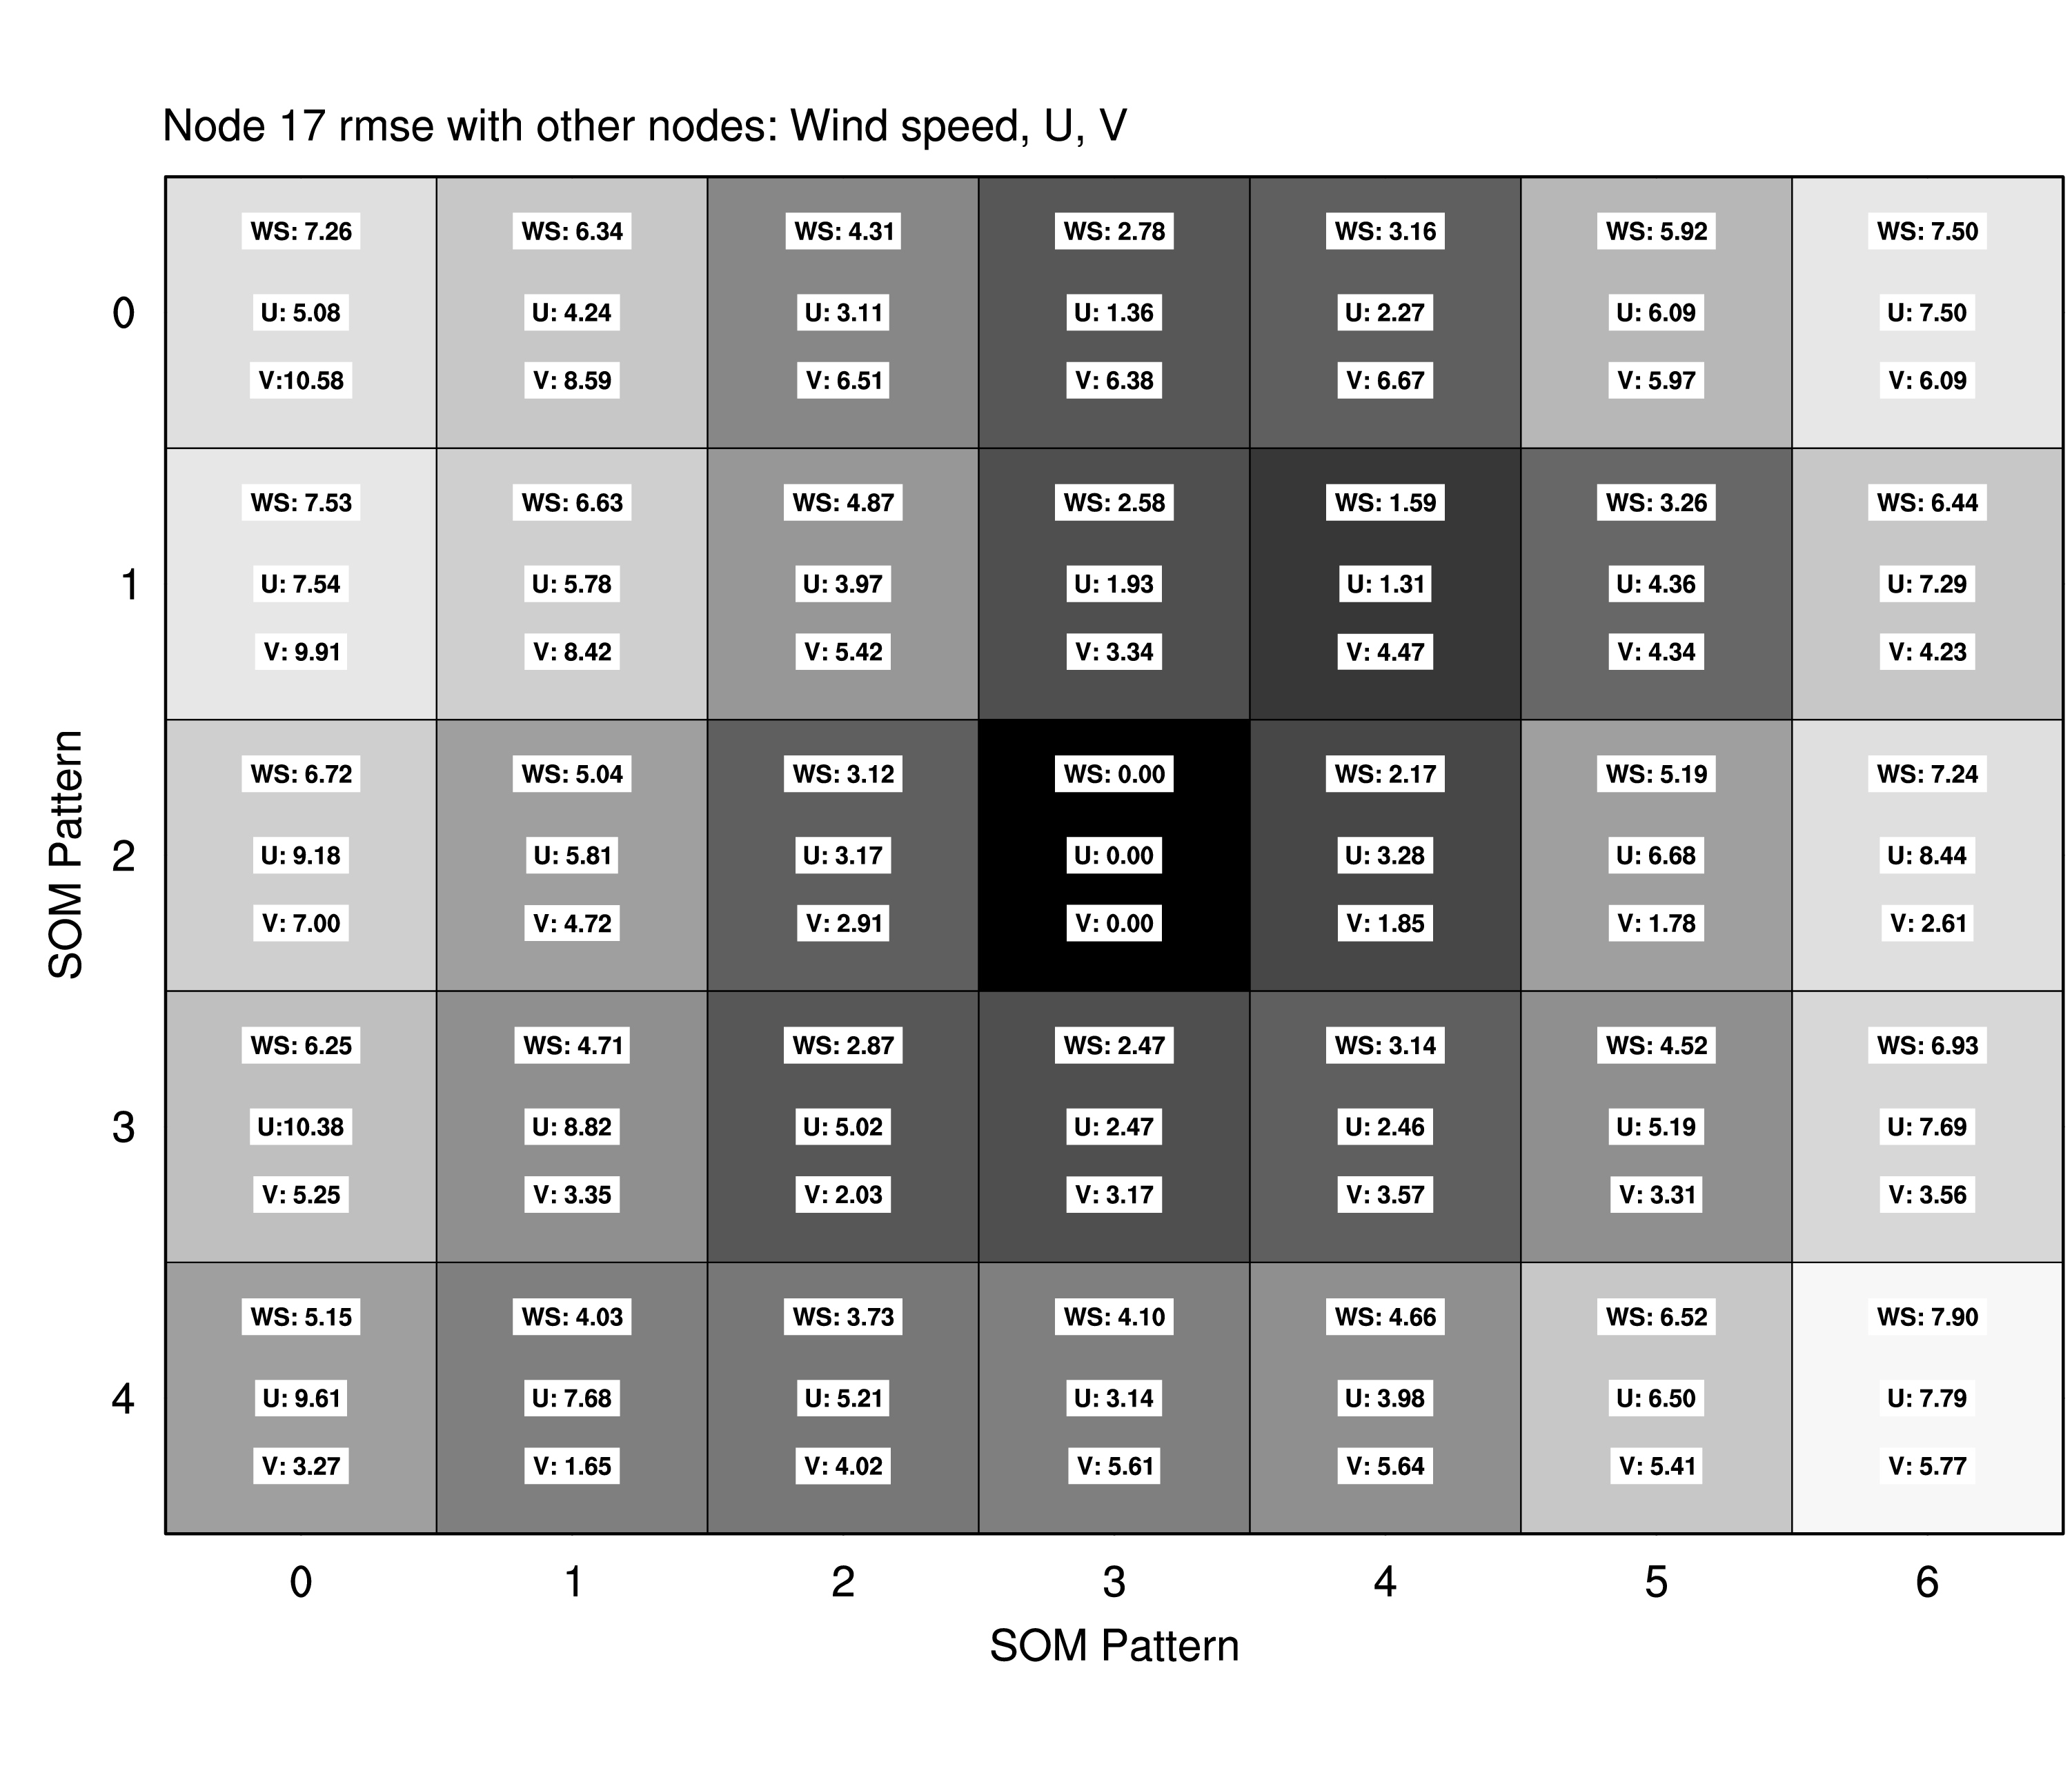 Node 17 rmse with other nodes: Wind speed, U, V
WS: 7.26 WS: 6.34 WS: 4.31 WS: 2.78 WS: 3.16 WS: 5.92 WS: 7.50
0 U: 5.08 U: 4.24 U: 3.11 U: 1.36 U: 2.27 U: 6.09 U: 7.50
V:10.58 V: 8.59 V: 6.51 V: 6.38 V: 6.67 V: 5.97 V: 6.09
WS: 7.53 WS: 6.63 WS: 4.87 WS: 2.58 WS: 1.59 WS: 3.26 WS: 6.44
1 U: 7.54 U: 5.78 U: 3.97 U: 1.93 U: 1.31 U: 4.36 U: 7.29
V: 9.91 V: 8.42 V: 5.42 V: 3.34 V: 4.47 V: 4.34 V: 4.23
WS: 6.72 WS: 5.04 WS: 3.12 WS: 0.00 WS: 2.17 WS: 5.19 WS: 7.24
2 U: 9.18 U: 5.81 U: 3.17 U: 0.00 U: 3.28 U: 6.68 U: 8.44
V: 7.00 V: 4.72 V: 2.91 V: 0.00 V: 1.85 V: 1.78 V: 2.61
WS: 6.25 WS: 4.71 WS: 2.87 WS: 2.47 WS: 3.14 WS: 4.52 WS: 6.93
3 U:10.38 U: 8.82 U: 5.02 U: 2.47 U: 2.46 U: 5.19 U: 7.69
V: 5.25 V: 3.35 V: 2.03 V: 3.17 V: 3.57 V: 3.31 V: 3.56
WS: 5.15 WS: 4.03 WS: 3.73 WS: 4.10 WS: 4.66 WS: 6.52 WS: 7.90
4 U: 9.61 U: 7.68 U: 5.21 U: 3.14 U: 3.98 U: 6.50 U: 7.79
V: 3.27 V: 1.65 V: 4.02 V: 5.61 V: 5.64 V: 5.41 V: 5.77
0 1 2 3 4 5 6
SOM Pattern
SOM Pattern